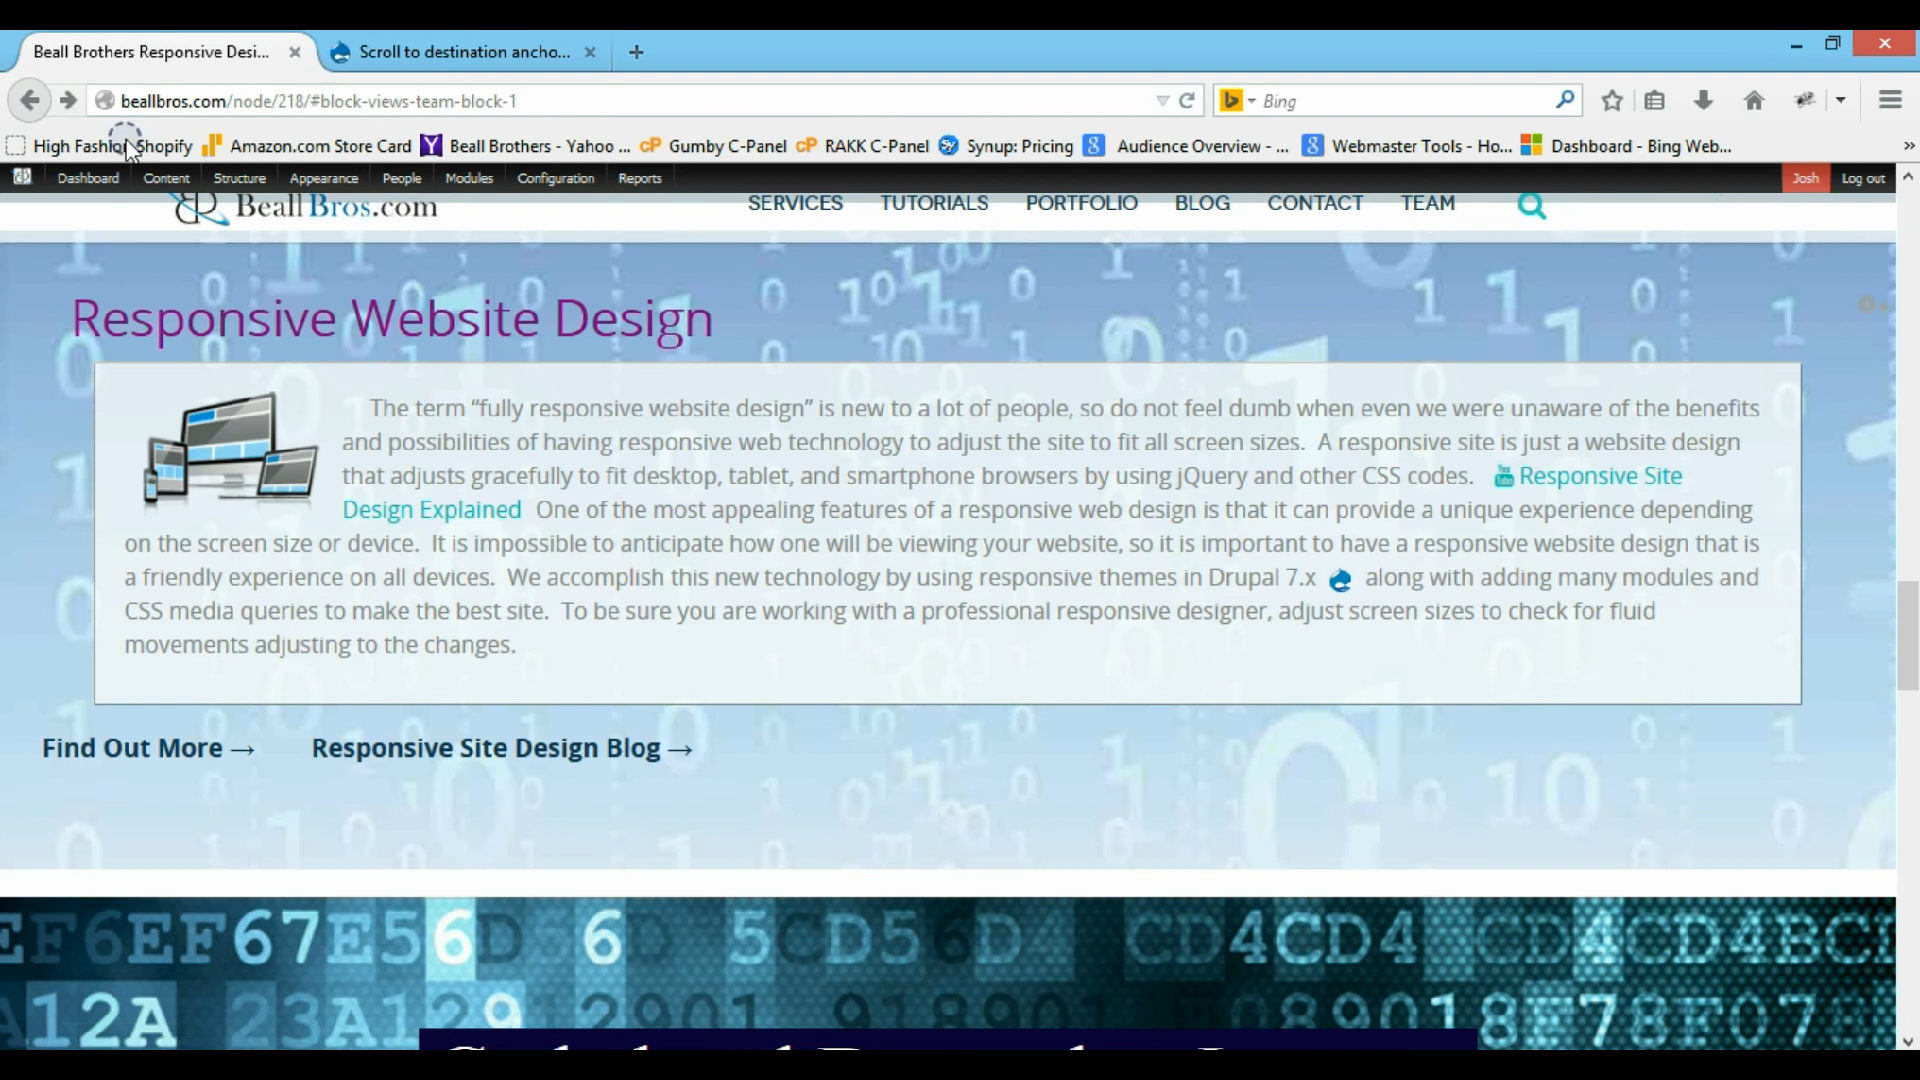 Beall Brothers Responsive Desi...
Scroll to destination ancho...
beallbros.com/node/218/#block-views-team-block-1
Bing
High Fashion Shopify
Amazon.com Store Card
Beall Brothers - Yahoo ...
cP Gumby C-Panel
cP RAKK C-Panel
Synup: Pricing
Audience Overview - ...
Webmaster Tools - Ho...
Dashboard - Bing Web...
Dashboard Content Structure Appearance People Modules Configuration Reports
Josh Log out
Beall Bros.com
SERVICES TUTORIALS PORTFOLIO BLOG CONTACT TEAM
Responsive Website Design
The term “fully responsive website design” is new to a lot of people, so do not feel dumb when even we were unaware of the benefits
and possibilities of having responsive web technology to adjust the site to fit all screen sizes. A responsive site is just a website design
that adjusts gracefully to fit desktop, tablet, and smartphone browsers by using jQuery and other CSS codes. Responsive Site
Design Explained One of the most appealing features of a responsive web design is that it can provide a unique experience depending
on the screen size or device. It is impossible to anticipate how one will be viewing your website, so it is important to have a responsive website design that is
a friendly experience on all devices. We accomplish this new technology by using responsive themes in Drupal 7.x along with adding many modules and
CSS media queries to make the best site. To be sure you are working with a professional responsive designer, adjust screen sizes to check for fluid
movements adjusting to the changes.
Find Out More →
Responsive Site Design Blog →